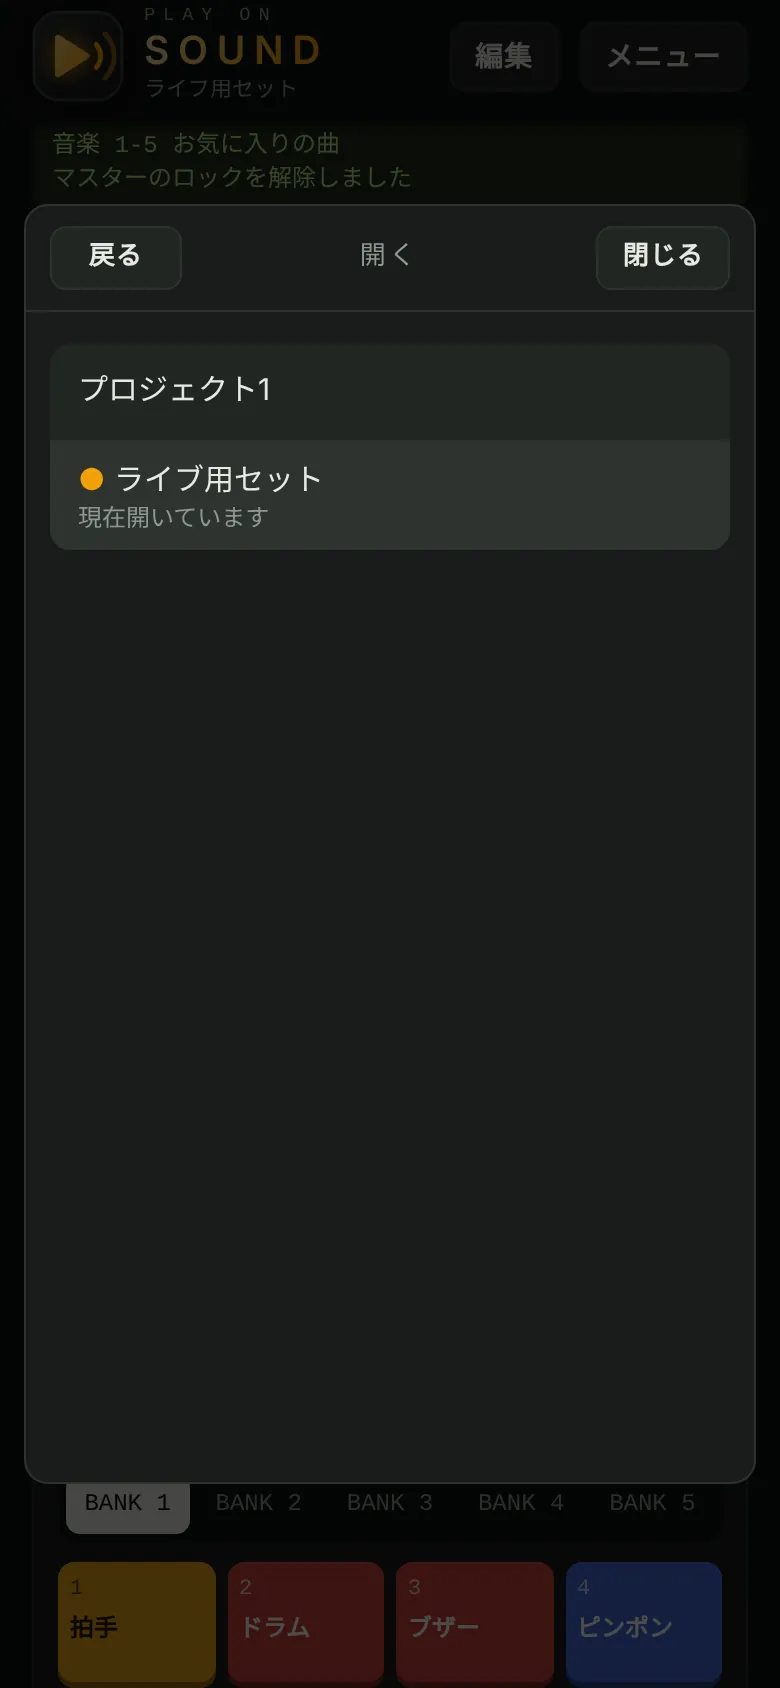 PLAY ON
SOUND
ライブ用セット
編集
メニュー
音楽 1-5 お気に入りの曲
マスターのロックを解除しました
戻る
開く
閉じる
プロジェクト1
ライブ用セット
現在開いています
BANK 1
BANK 2
BANK 3
BANK 4
BANK 5
1
拍手
2
ドラム
3
ブザー
4
ピンポン